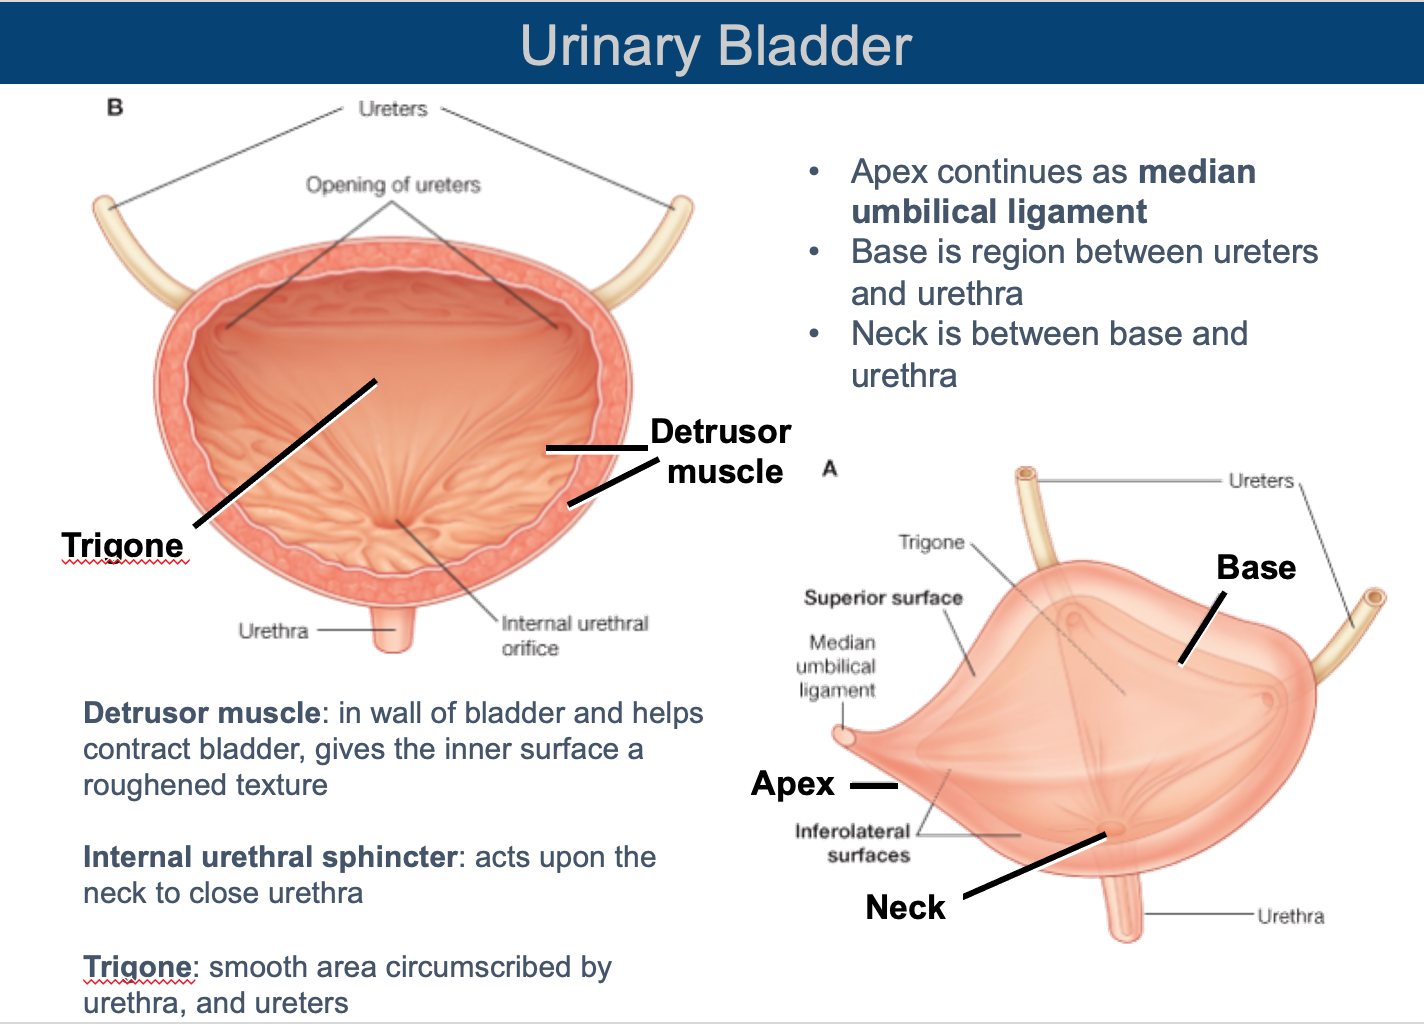 Urinary Bladder
B
Ureters
Opening of ureters
Trigone
Detrusor
muscle
Urethra
Internal urethral
orifice
• Apex continues as median
umbilical ligament
• Base is region between ureters
and urethra
• Neck is between base and
urethra
A
Ureters
Trigone
Base
Superior surface
Median
umbilical
ligament
Apex
Inferolateral
surfaces
Neck
Urethra
Detrusor muscle: in wall of bladder and helps
contract bladder, gives the inner surface a
roughened texture
Internal urethral sphincter: acts upon the
neck to close urethra
Trigone: smooth area circumscribed by
urethra, and ureters